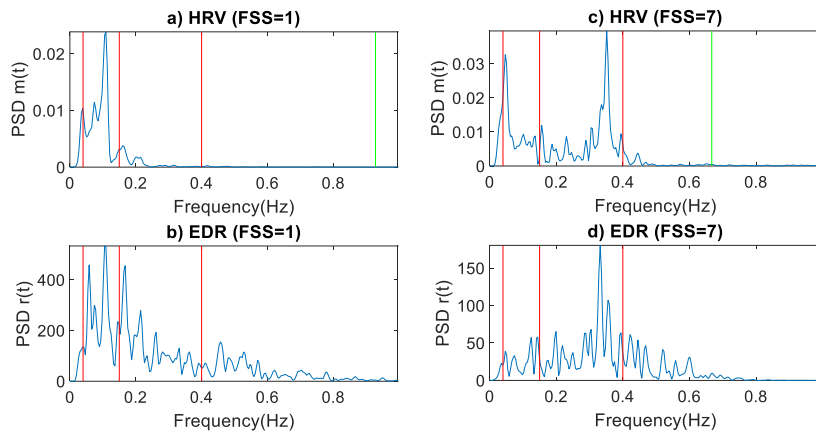 a) HRV (FSS=1)
PSD m(t)
0.02
0.01
0
0 0.2 0.4 0.6 0.8
Frequency(Hz)
c) HRV (FSS=7)
PSD m(t)
0.03
0.02
0.01
0
0 0.2 0.4 0.6 0.8
Frequency(Hz)
b) EDR (FSS=1)
PSD r(t)
400
200
0
0 0.2 0.4 0.6 0.8
Frequency(Hz)
d) EDR (FSS=7)
PSD r(t)
150
100
50
0
0 0.2 0.4 0.6 0.8
Frequency(Hz)